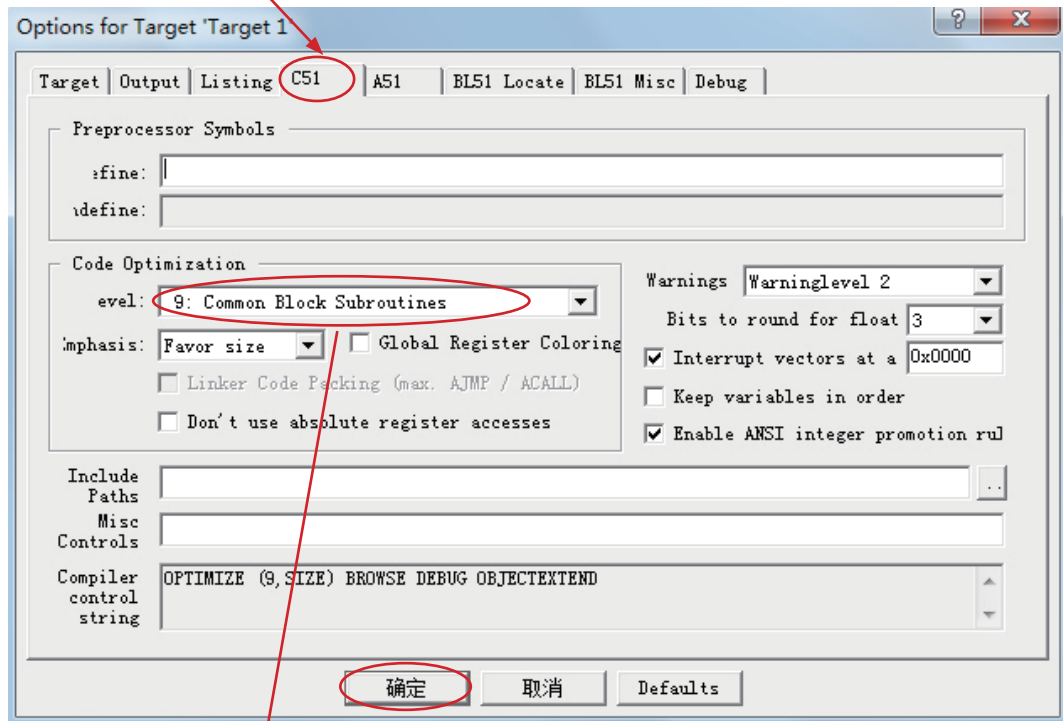 Options for Target 'Target 1'
Target Output Listing C51 A51 BL51 Locate BL51 Misc Debug
Preprocessor Symbols
efine:
define:
Code Optimization
evel: 9: Common Block Subroutines
Warnings Warninglevel 2
Bits to round for float 3
mphasis: Favor size Global Register Coloring
Interrupt vectors at a 0x0000
Linker Code Packing (max. AJMP / ACALL)
Keep variables in order
Don't use absolute register accesses
Enable ANSI integer promotion rul
Include
Paths
..
Misc
Controls
Compiler
control
string
OPTIMIZE (9,SIZE) BROWSE DEBUG OBJECTEXTEND
确定 取消 Defaults